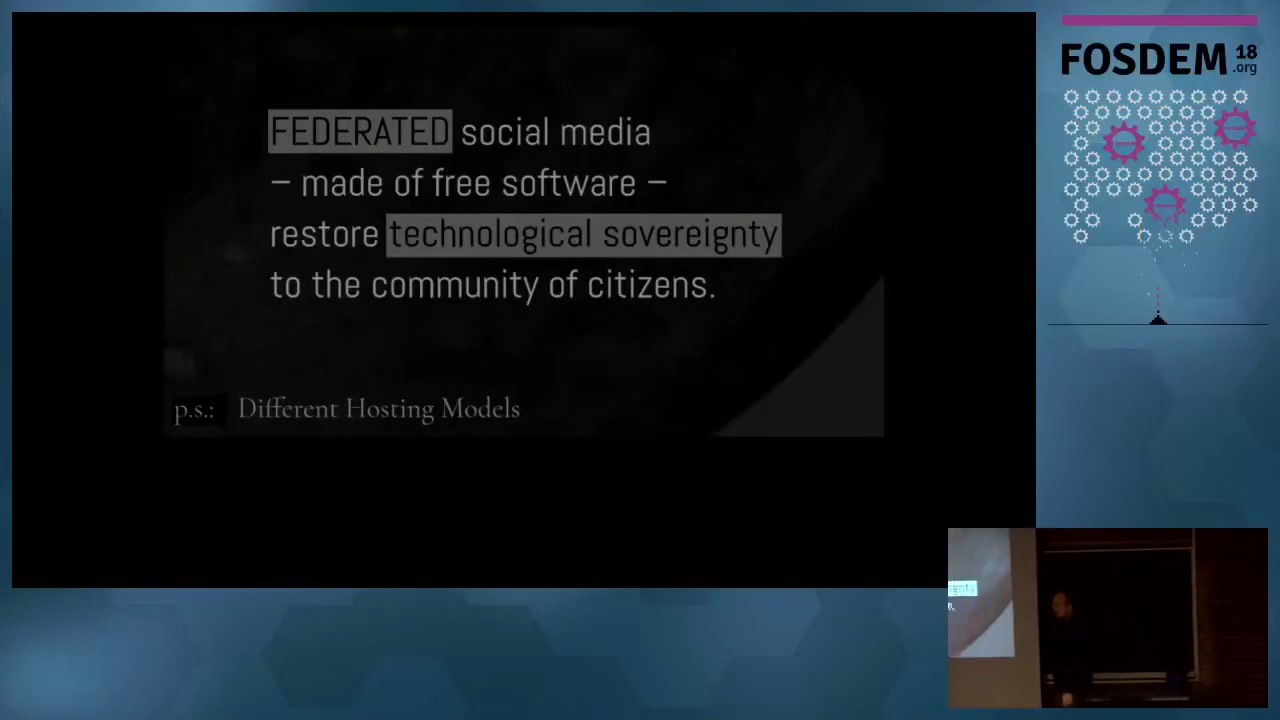 FEDERATED social media
– made of free software –
restore technological sovereignty
to the community of citizens.
p.s.: Different Hosting Models
FOSDEM 18
.org